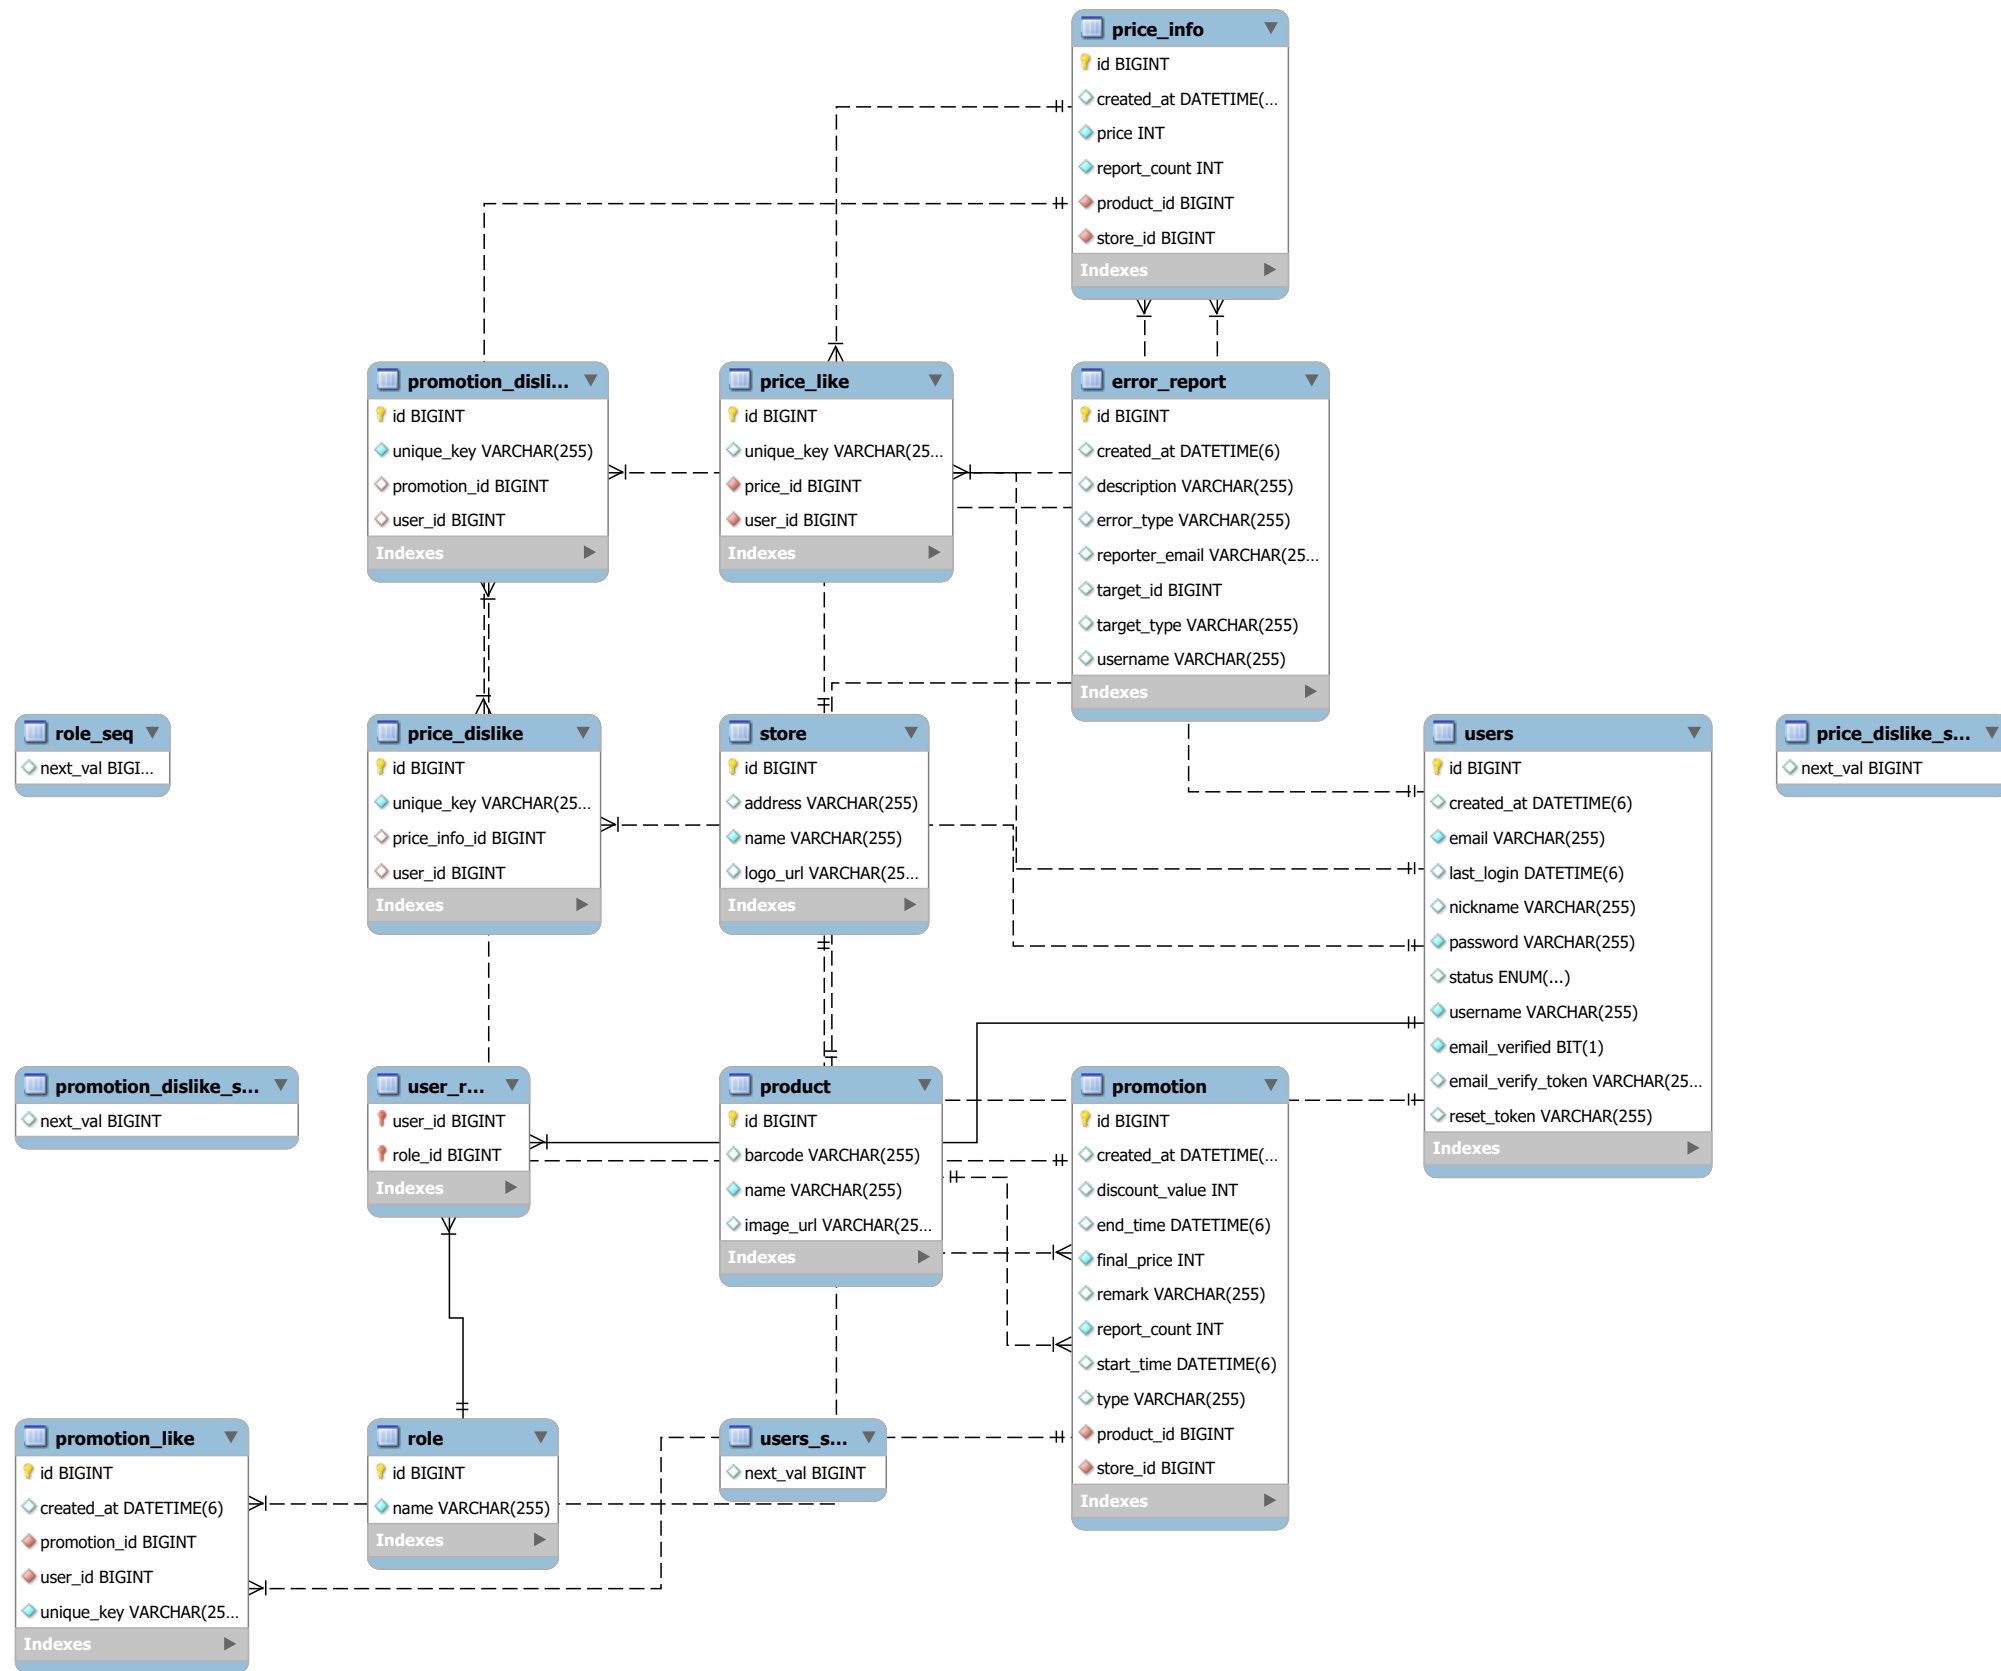 price_info
id BIGINT
created_at DATETIME(...
price INT
report_count INT
product_id BIGINT
store_id BIGINT
Indexes
promotion_disli...
id BIGINT
unique_key VARCHAR(255)
promotion_id BIGINT
user_id BIGINT
Indexes
price_like
id BIGINT
unique_key VARCHAR(25...
price_id BIGINT
user_id BIGINT
Indexes
error_report
id BIGINT
created_at DATETIME(6)
description VARCHAR(255)
error_type VARCHAR(255)
reporter_email VARCHAR(25...
target_id BIGINT
target_type VARCHAR(255)
username VARCHAR(255)
Indexes
role_seq
next_val BIGI...
price_dislike
id BIGINT
unique_key VARCHAR(25...
price_info_id BIGINT
user_id BIGINT
Indexes
store
id BIGINT
address VARCHAR(255)
name VARCHAR(255)
logo_url VARCHAR(25...
Indexes
users
id BIGINT
created_at DATETIME(6)
email VARCHAR(255)
last_login DATETIME(6)
nickname VARCHAR(255)
password VARCHAR(255)
status ENUM(...)
username VARCHAR(255)
email_verified BIT(1)
email_verify_token VARCHAR(25...
reset_token VARCHAR(255)
Indexes
price_dislike_s...
next_val BIGINT
promotion_dislike_s...
next_val BIGINT
user_r...
user_id BIGINT
role_id BIGINT
Indexes
product
id BIGINT
barcode VARCHAR(255)
name VARCHAR(255)
image_url VARCHAR(25...
Indexes
promotion
id BIGINT
created_at DATETIME(...
discount_value INT
end_time DATETIME(6)
final_price INT
remark VARCHAR(255)
report_count INT
start_time DATETIME(6)
type VARCHAR(255)
product_id BIGINT
store_id BIGINT
Indexes
promotion_like
id BIGINT
created_at DATETIME(6)
promotion_id BIGINT
user_id BIGINT
unique_key VARCHAR(25...
Indexes
role
id BIGINT
name VARCHAR(255)
Indexes
users_s...
next_val BIGINT